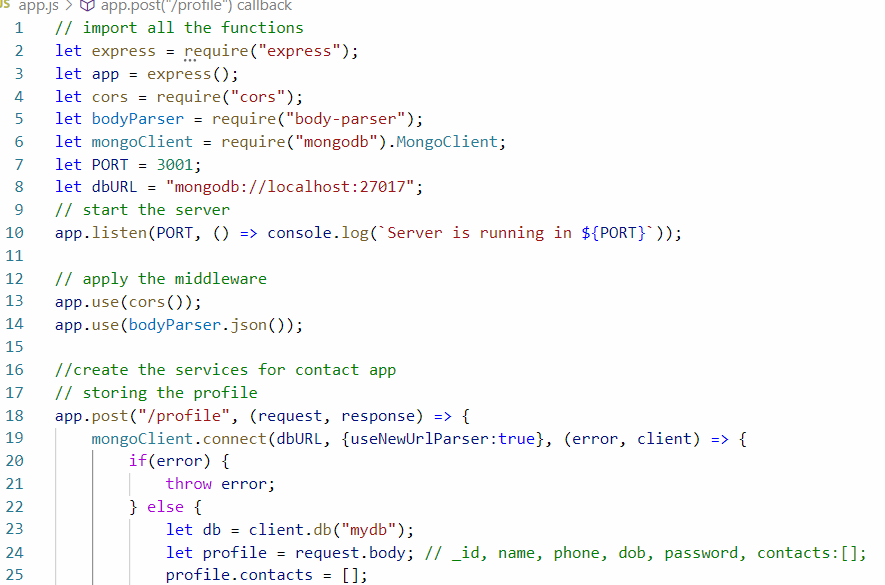 JS app.js > app.post("/profile") callback
1 // import all the functions
2 let express = require("express");
3 let app = express();
4 let cors = require("cors");
5 let bodyParser = require("body-parser");
6 let mongoClient = require("mongodb").MongoClient;
7 let PORT = 3001;
8 let dbURL = "mongodb://localhost:27017";
9 // start the server
10 app.listen(PORT, () => console.log(`Server is running in ${PORT}`));
11
12 // apply the middleware
13 app.use(cors());
14 app.use(bodyParser.json());
15
16 //create the services for contact app
17 // storing the profile
18 app.post("/profile", (request, response) => {
19 mongoClient.connect(dbURL, {useNewUrlParser:true}, (error, client) => {
20 if(error) {
21 throw error;
22 } else {
23 let db = client.db("mydb");
24 let profile = request.body; // _id, name, phone, dob, password, contacts:[];
25 profile.contacts = [];